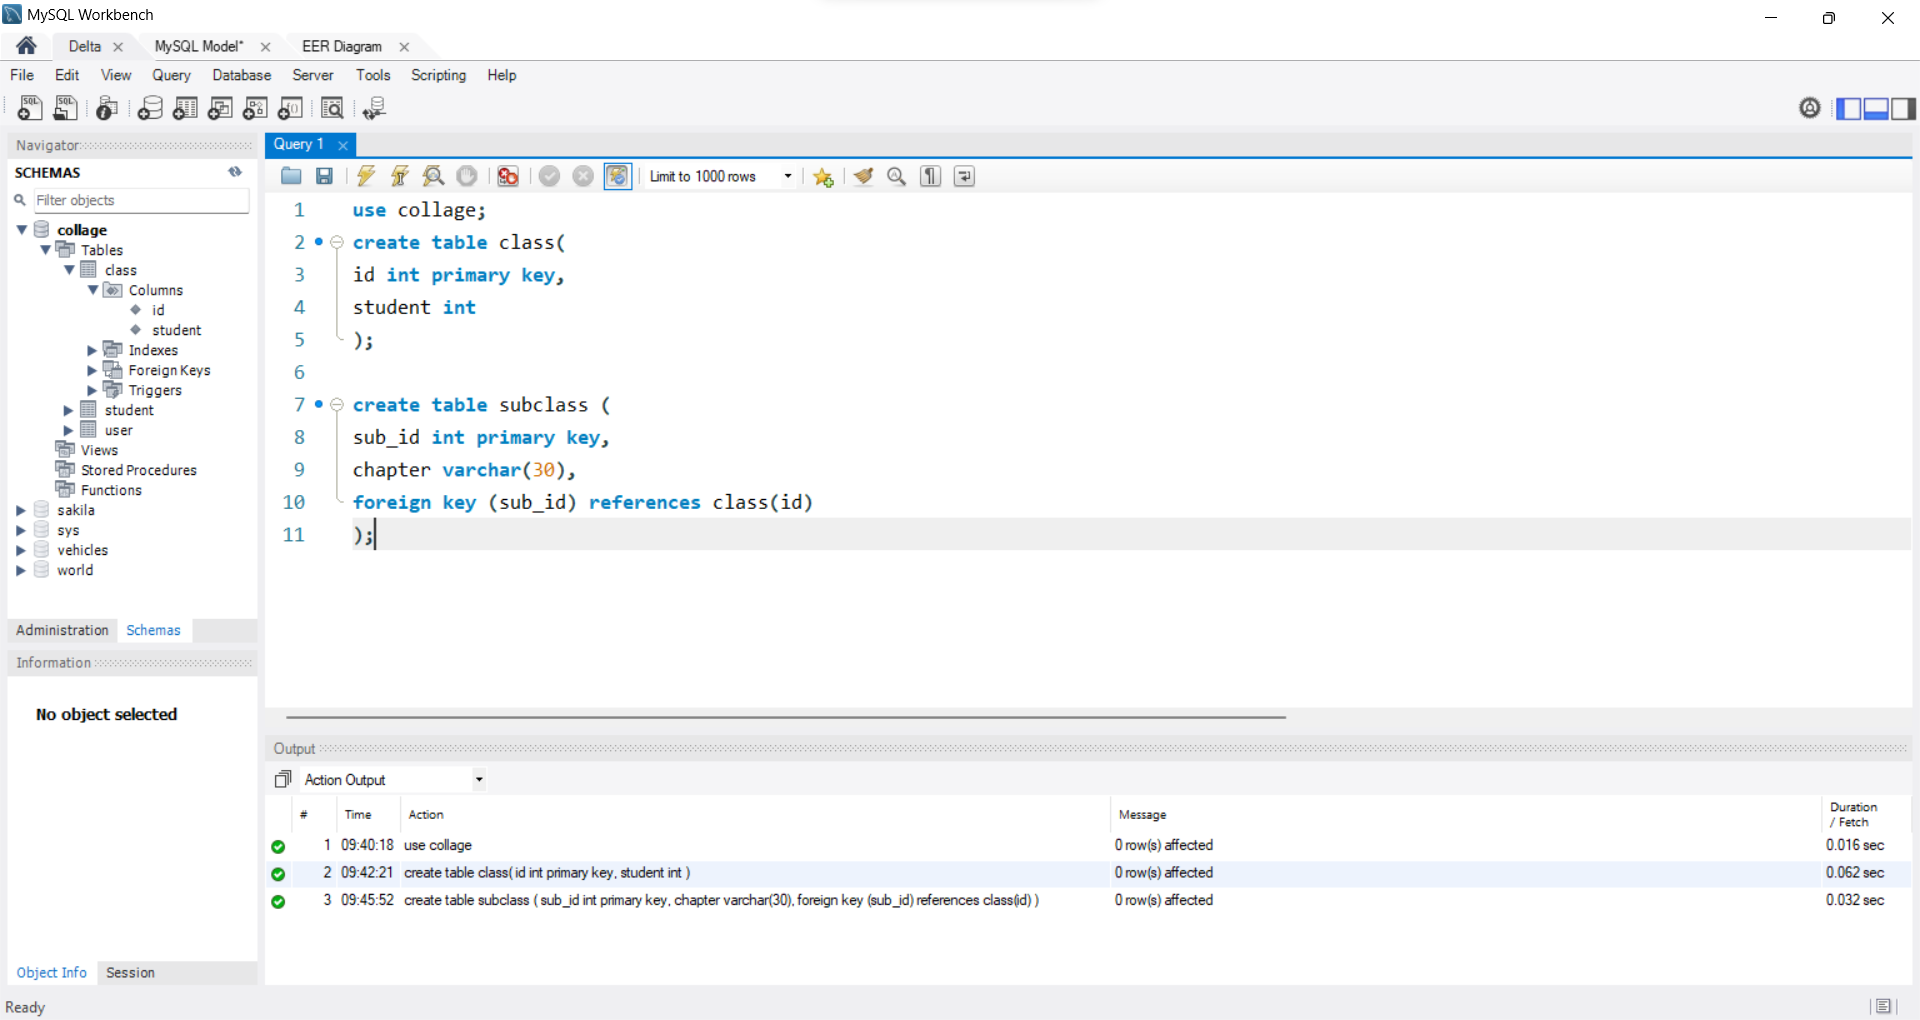 MySQL Workbench
Delta
MySQL Model*
EER Diagram
File Edit View Query Database Server Tools Scripting Help
Navigator
SCHEMAS
Filter objects
collage
Tables
class
Columns
id
student
Indexes
Foreign Keys
Triggers
student
user
Views
Stored Procedures
Functions
sakila
sys
vehicles
world
Administration Schemas
Information
No object selected
Object Info Session
Ready
Query 1
Limit to 1000 rows
1 use collage;
2 create table class(
3 id int primary key,
4 student int
5 );
6
7 create table subclass (
8 sub_id int primary key,
9 chapter varchar(30),
10 foreign key (sub_id) references class(id)
11 );
Output
Action Output
# Time Action Message Duration / Fetch
1 09:40:18 use collage 0 row(s) affected 0.016 sec
2 09:42:21 create table class( id int primary key, student int ) 0 row(s) affected 0.062 sec
3 09:45:52 create table subclass ( sub_id int primary key, chapter varchar(30), foreign key (sub_id) references class(id) ) 0 row(s) affected 0.032 sec